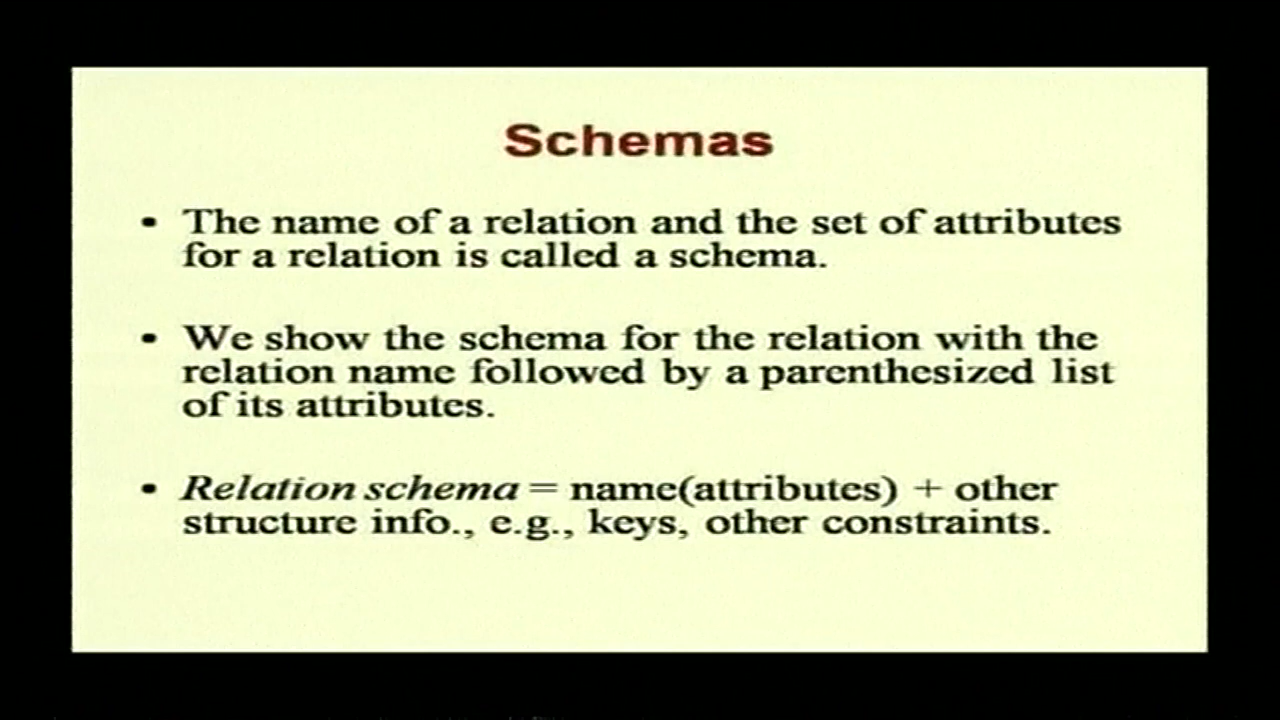 Schemas
• The name of a relation and the set of attributes
for a relation is called a schema.
• We show the schema for the relation with the
relation name followed by a parenthesized list
of its attributes.
• Relation schema = name(attributes) + other
structure info., e.g., keys, other constraints.